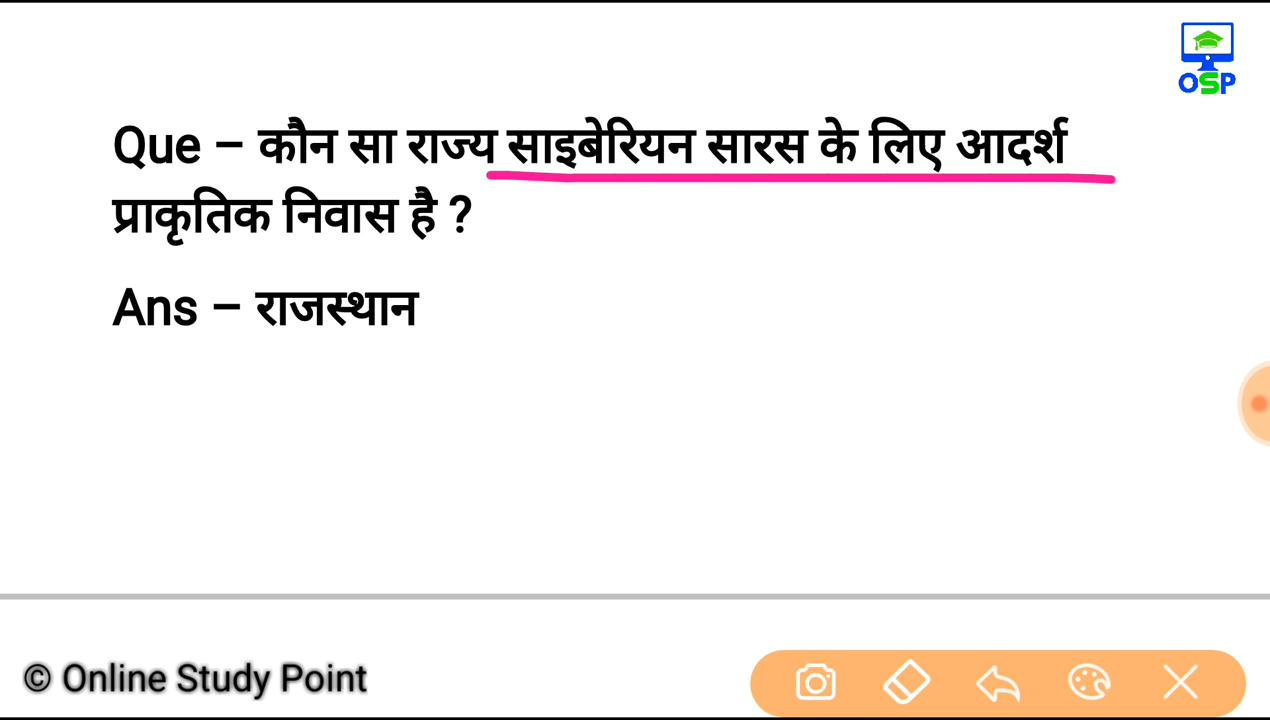 OSP
Que – कौन सा राज्य साइबेरियन सारस के लिए आदर्श
प्राकृतिक निवास है ?
Ans – राजस्थान
© Online Study Point